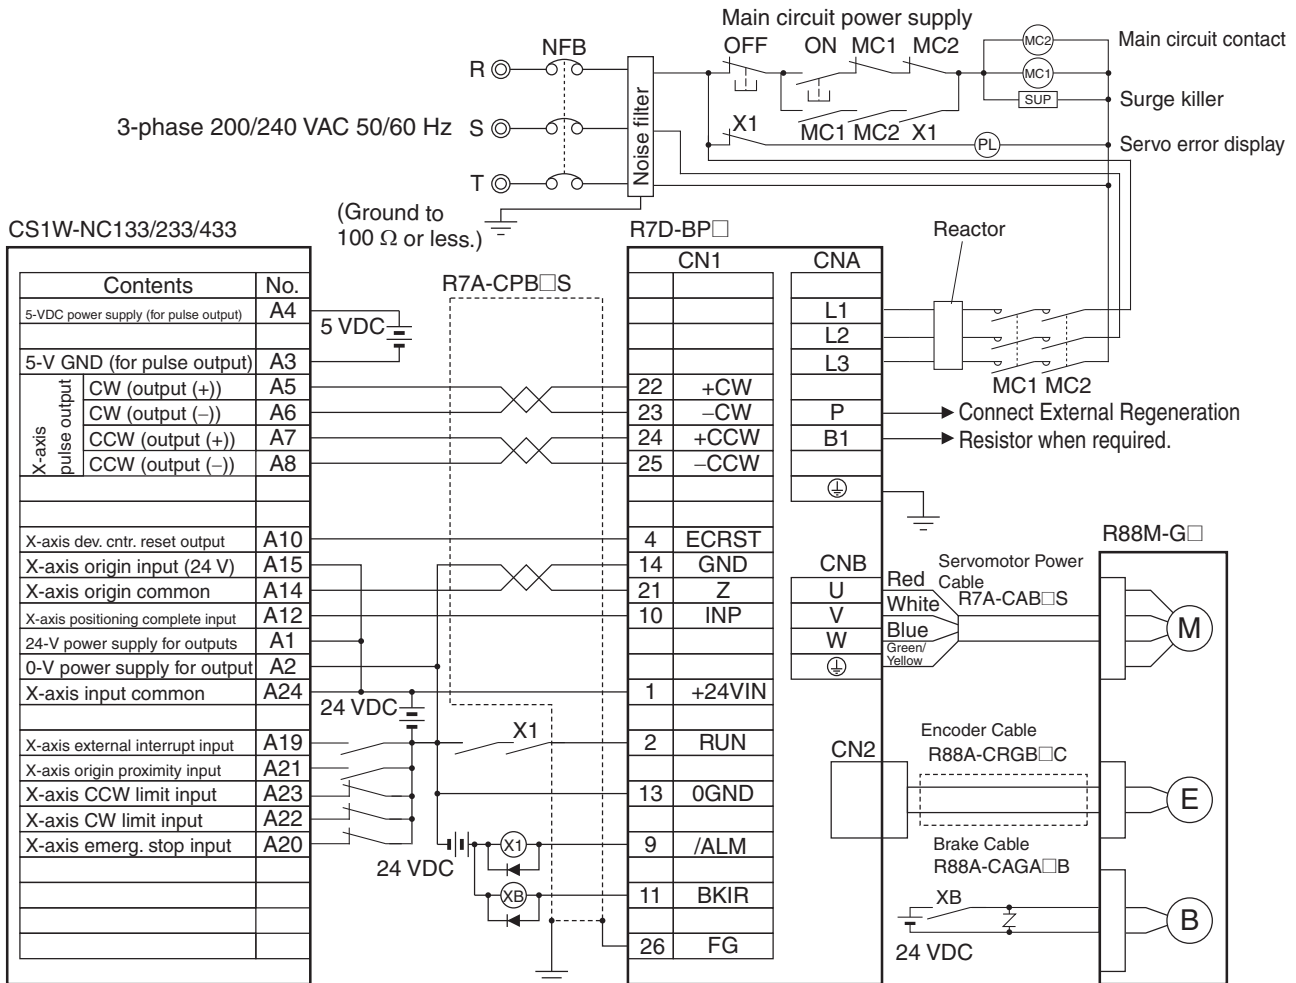 Main circuit power supply
OFF ON MC1 MC2
MC2 Main circuit contact
NFB
R
MC1
SUP Surge killer
3-phase 200/240 VAC 50/60 Hz S
Noise filter
X1 MC1 MC2 X1
PL Servo error display
T
(Ground to
100 Ω or less.)
CS1W-NC133/233/433
R7D-BP□
Reactor
Contents No.
R7A-CPB□S
CN1 CNA
5-VDC power supply (for pulse output) A4
5 VDC
L1
L2
5-V GND (for pulse output) A3
L3
MC1 MC2
X-axis
pulse output
CW (output (+)) A5 22 +CW
CW (output (−)) A6 23 −CW P Connect External Regeneration
CCW (output (+)) A7 24 +CCW B1 Resistor when required.
CCW (output (−)) A8 25 −CCW
R88M-G□
X-axis dev. cntr. reset output A10 4 ECRST
X-axis origin input (24 V) A15 14 GND CNB
Servomotor Power
Cable
R7A-CAB□S
X-axis origin common A14 21 Z U Red
X-axis positioning complete input A12 10 INP V White
M
24-V power supply for outputs A1 W Blue
0-V power supply for output A2 Green/
Yellow
X-axis input common A24 1 +24VIN
24 VDC
X-axis external interrupt input A19 X1 2 RUN CN2
Encoder Cable
R88A-CRGB□C
X-axis origin proximity input A21
X-axis CCW limit input A23 13 0GND E
X-axis CW limit input A22
X-axis emerg. stop input A20 X1 9 /ALM
24 VDC
Brake Cable
R88A-CAGA□B
XB 11 BKIR
XB
B
24 VDC
26 FG